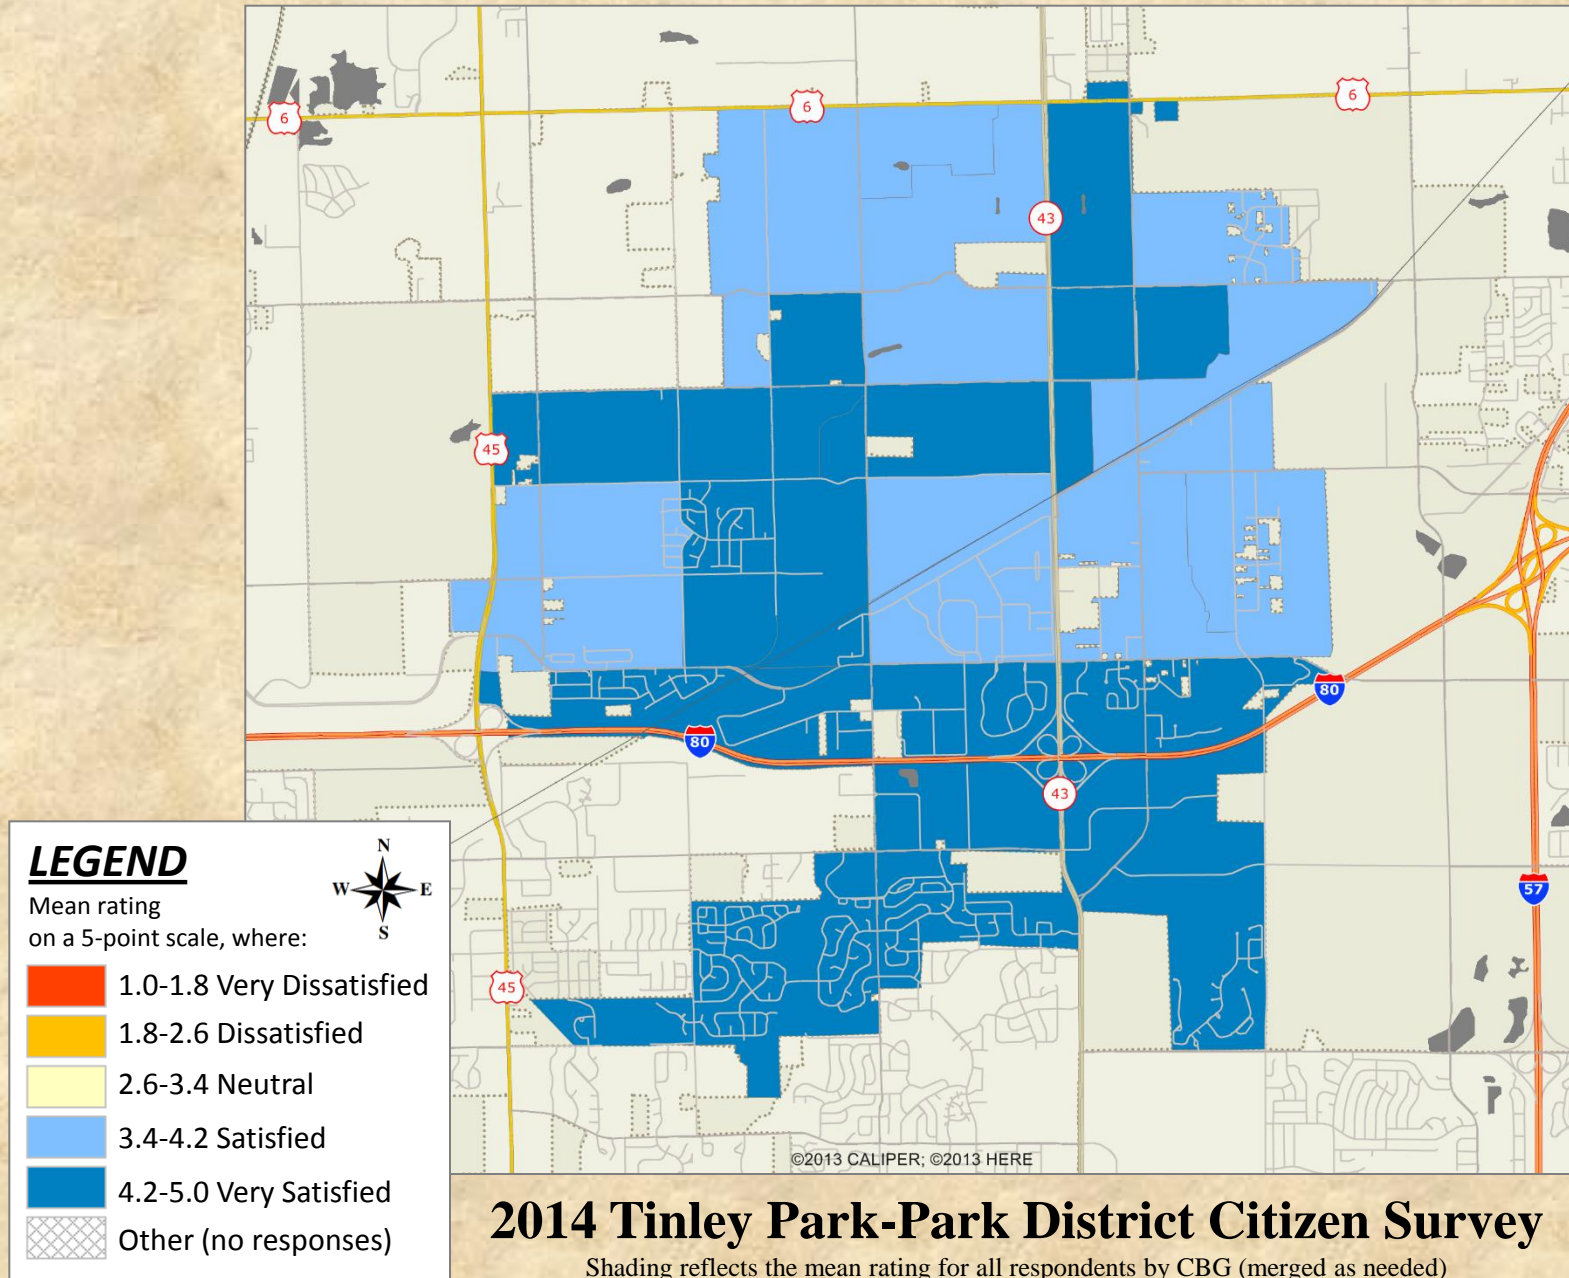 6
6
6
43
45
80
80
43
57
45
©2013 CALIPER; ©2013 HERE
LEGEND
N
W E
S
Mean rating
on a 5-point scale, where:
1.0-1.8 Very Dissatisfied
1.8-2.6 Dissatisfied
2.6-3.4 Neutral
3.4-4.2 Satisfied
4.2-5.0 Very Satisfied
Other (no responses)
2014 Tinley Park-Park District Citizen Survey
Shading reflects the mean rating for all respondents by CBG (merged as needed)